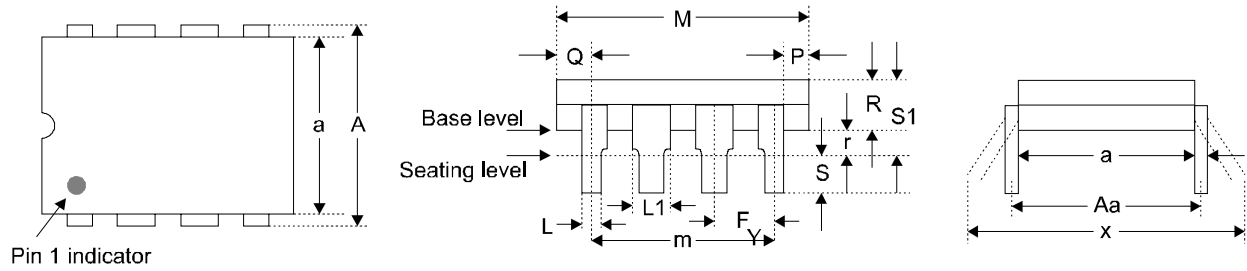 a
A
Pin 1 indicator
M
Q
P
R
S1
Base level
r
Seating level
S
L
L1
F
Y
m
a
Aa
x